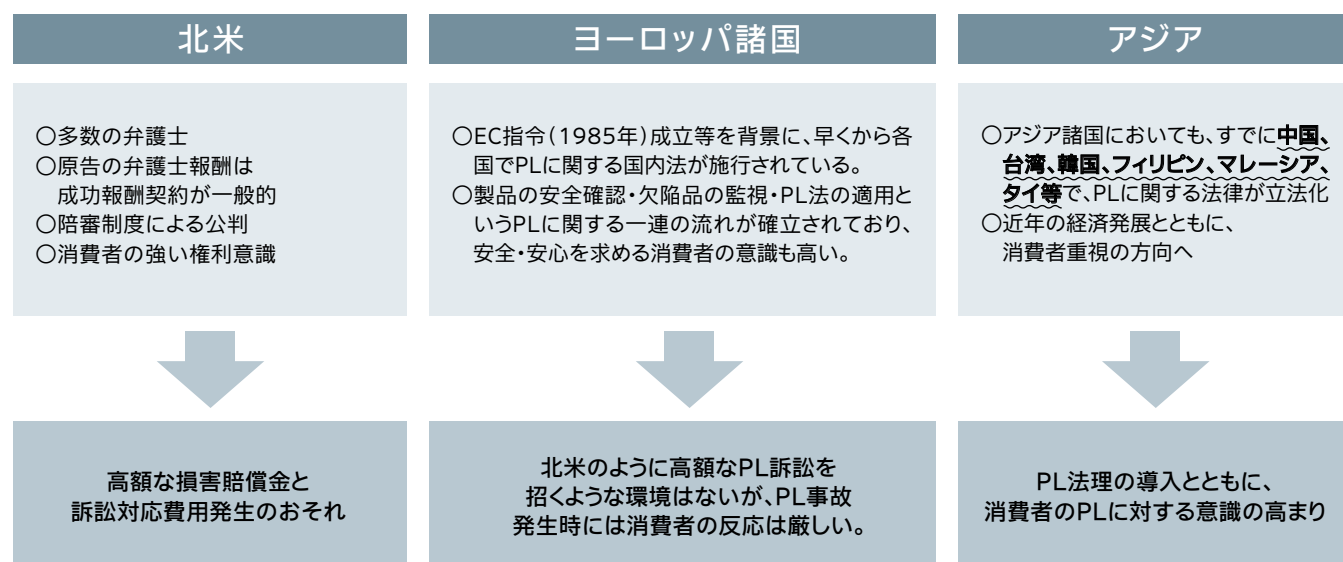 北米
○多数の弁護士
○原告の弁護士報酬は
成功報酬契約が一般的
○陪審制度による公判
○消費者の強い権利意識
高額な損害賠償金と
訴訟対応費用発生のおそれ
ヨーロッパ諸国
○EC指令(1985年)成立等を背景に、早くから各
国でPLに関する国内法が施行されている。
○製品の安全確認・欠陥品の監視・PL法の適用と
いうPLに関する一連の流れが確立されており、
安全・安心を求める消費者の意識も高い。
北米のように高額なPL訴訟を
招くような環境はないが、PL事故
発生時には消費者の反応は厳しい。
アジア
○アジア諸国においても、すでに中国、
台湾、韓国、フィリピン、マレーシア、
タイ等で、PLに関する法律が立法化
○近年の経済発展とともに、
消費者重視の方向へ
PL法理の導入とともに、
消費者のPLに対する意識の高まり